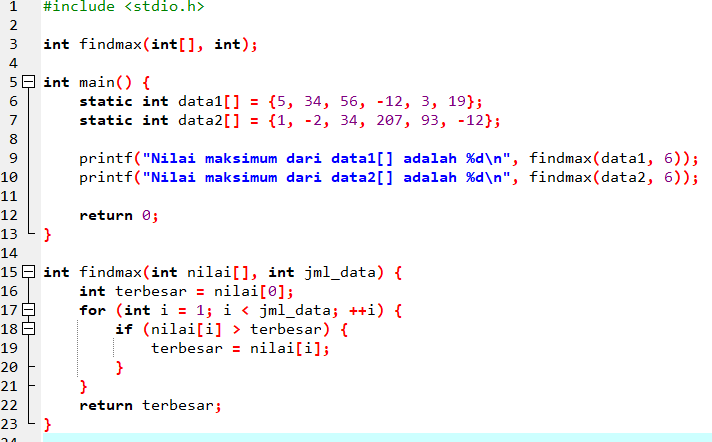 1 #include <stdio.h>
2
3 int findmax(int[], int);
4
5 int main() {
6     static int data1[] = {5, 34, 56, -12, 3, 19};
7     static int data2[] = {1, -2, 34, 207, 93, -12};
8
9     printf("Nilai maksimum dari data1[] adalah %d\n", findmax(data1, 6));
10     printf("Nilai maksimum dari data2[] adalah %d\n", findmax(data2, 6));
11
12     return 0;
13 }
14
15 int findmax(int nilai[], int jml_data) {
16     int terbesar = nilai[0];
17     for (int i = 1; i < jml_data; ++i) {
18         if (nilai[i] > terbesar) {
19             terbesar = nilai[i];
20         }
21     }
22     return terbesar;
23 }
24